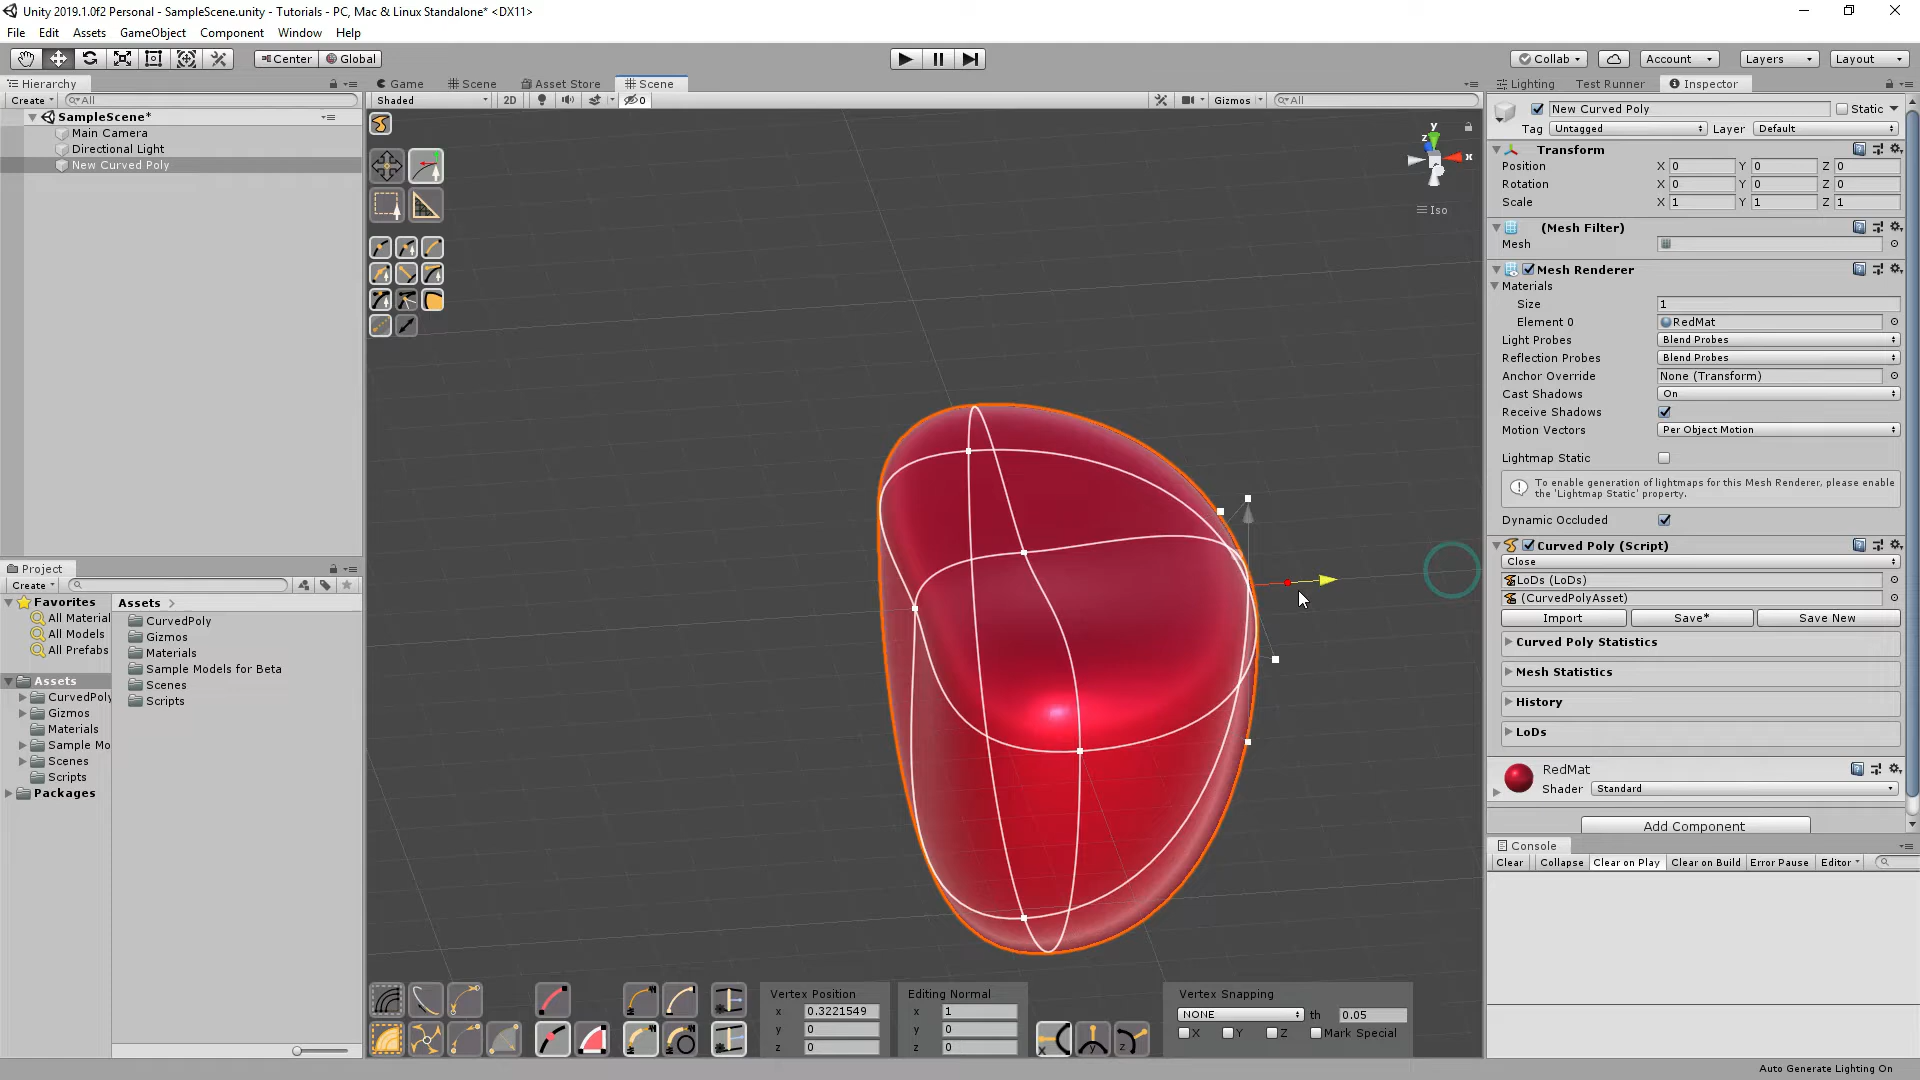 Unity 2019.1.0f2 Personal - SampleScene.unity - Tutorials - PC, Mac & Linux Standalone* <DX11>
File Edit Assets GameObject Component Window Help
Center Global
Collab Account Layers Layout
Hierarchy
Create All
SampleScene*
Main Camera
Directional Light
New Curved Poly
Game Scene Asset Store Scene
Shaded 2D 0 Gizmos All
y
z
x
Iso
Project
Create
Favorites
All Material
All Models
All Prefabs
Assets
CurvedPoly
Gizmos
Materials
Sample Mo
Scenes
Scripts
Packages
Assets
CurvedPoly
Gizmos
Materials
Sample Models for Beta
Scenes
Scripts
Vertex Position
x 0.3221549
y 0
z 0
Editing Normal
x 1
y 0
z 0
X Y Z
Vertex Snapping
NONE th 0.05
X Y Z Mark Special
Lighting Test Runner Inspector
New Curved Poly Static
Tag Untagged Layer Default
Transform
Position X 0 Y 0 Z 0
Rotation X 0 Y 0 Z 0
Scale X 1 Y 1 Z 1
(Mesh Filter)
Mesh
Mesh Renderer
Materials
Size 1
Element 0 RedMat
Light Probes Blend Probes
Reflection Probes Blend Probes
Anchor Override None (Transform)
Cast Shadows On
Receive Shadows
Motion Vectors Per Object Motion
Lightmap Static
To enable generation of lightmaps for this Mesh Renderer, please enable
the 'Lightmap Static' property.
Dynamic Occluded
Curved Poly (Script)
Close
LoDs (LoDs)
(CurvedPolyAsset)
Import Save* Save New
Curved Poly Statistics
Mesh Statistics
History
LoDs
RedMat
Shader Standard
Add Component
Console
Clear Collapse Clear on Play Clear on Build Error Pause Editor
Auto Generate Lighting On